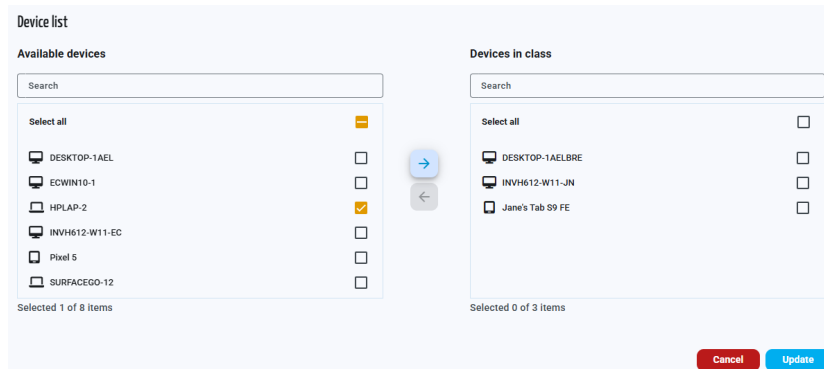 Device list
Available devices
Search
Select all
DESKTOP-1AEL
ECWIN10-1
HPLAP-2
INVH612-W11-EC
Pixel 5
SURFACEGO-12
Selected 1 of 8 items
Devices in class
Search
Select all
DESKTOP-1AELBRE
INVH612-W11-JN
Jane's Tab S9 FE
Selected 0 of 3 items
Cancel
Update